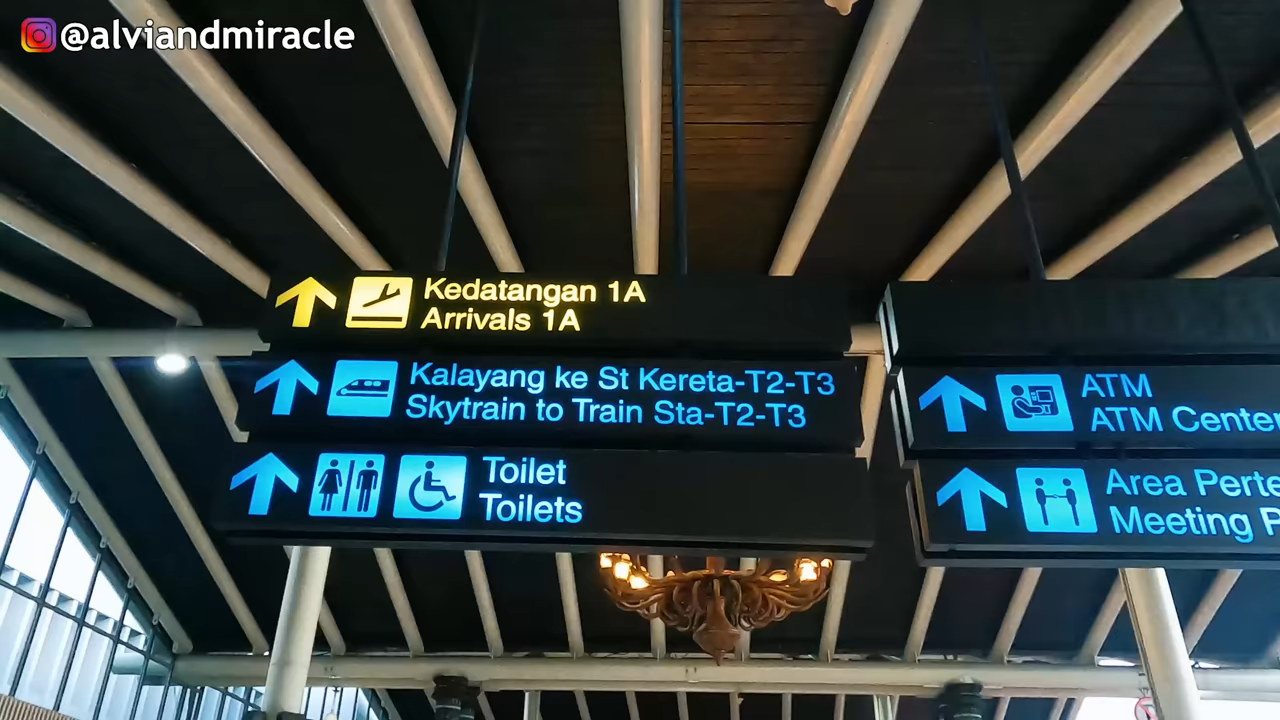 @alviandmiracle
Kedatangan 1A
Arrivals 1A
Kalayang ke St Kereta-T2-T3
Skytrain to Train Sta-T2-T3
Toilet
Toilets
ATM
ATM Center
Area
Meeting